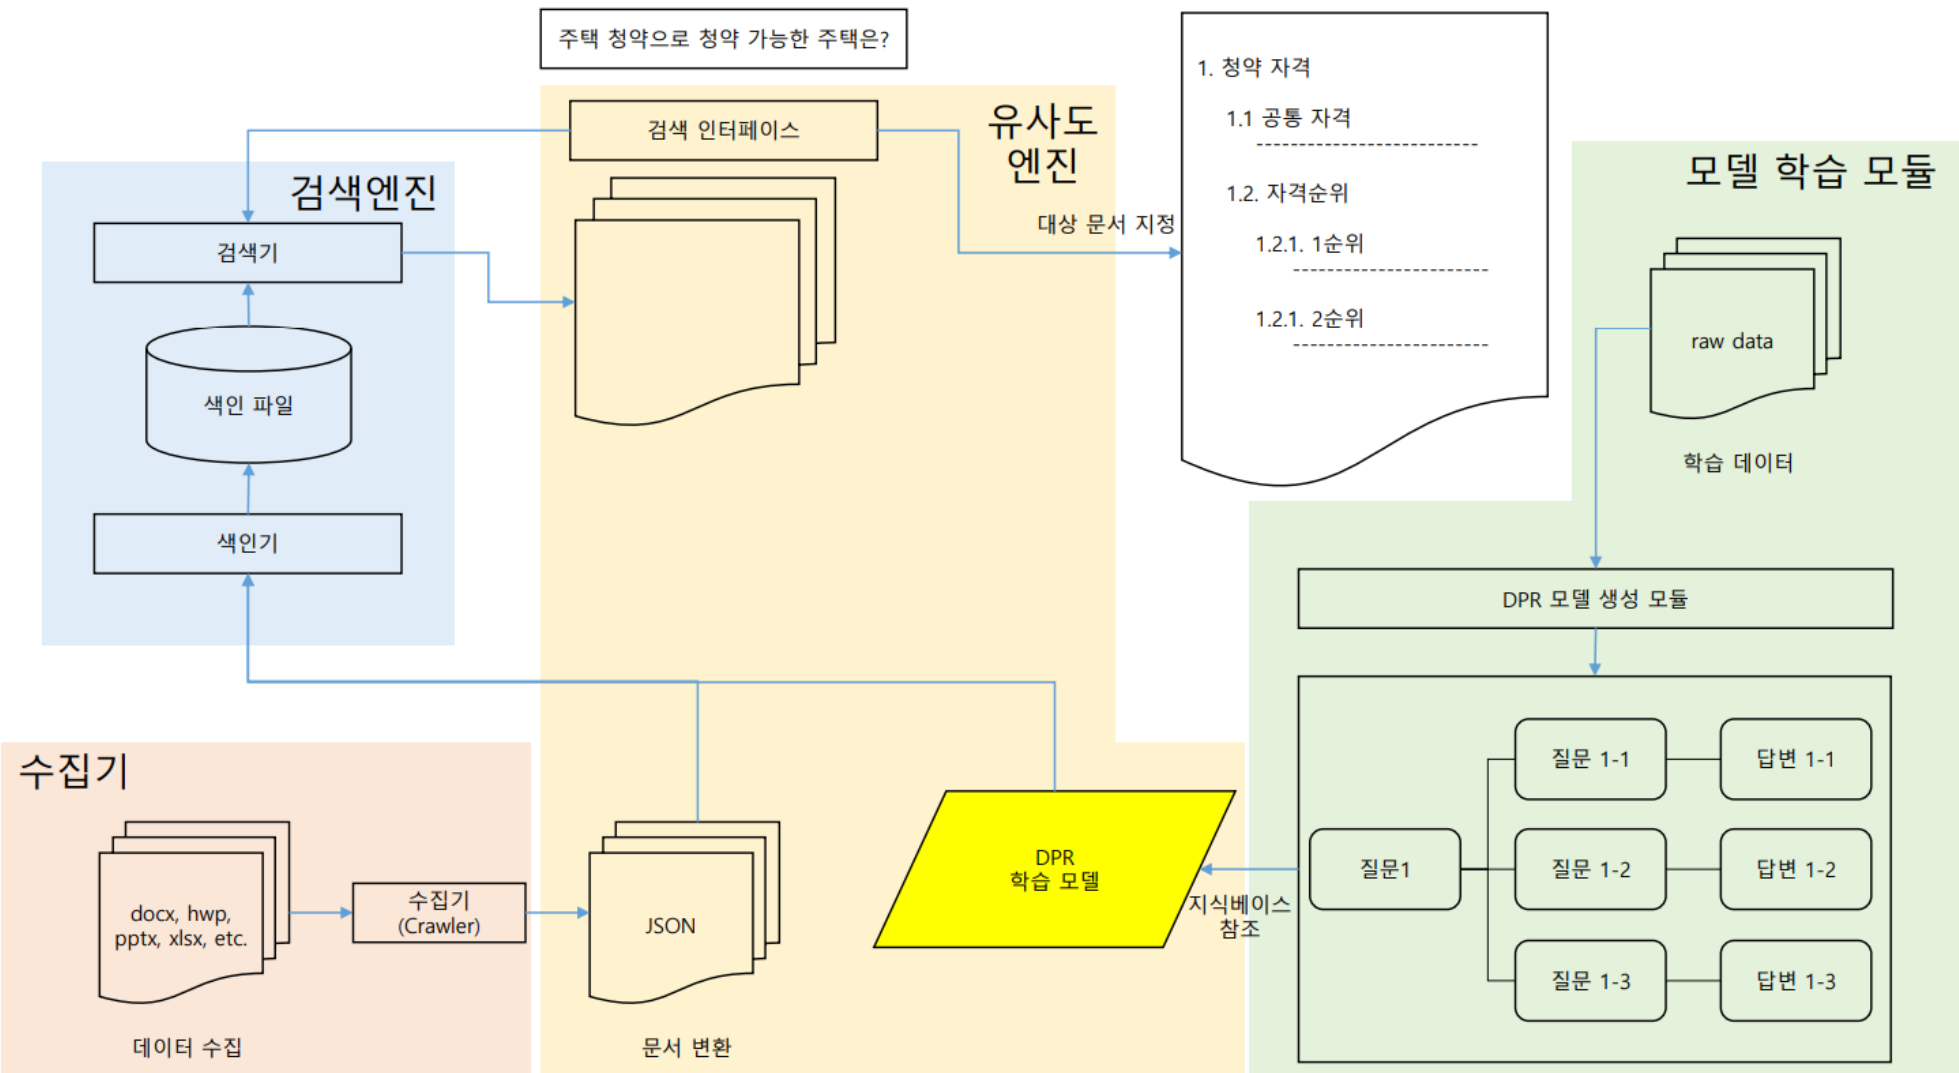 주택 청약으로 청약 가능한 주택은?
검색 인터페이스
유사도
엔진
대상 문서 지정
1. 청약 자격
1.1 공통 자격
--------------------------
1.2. 자격순위
1.2.1. 1순위
-----------------------
1.2.1. 2순위
-----------------------
검색엔진
검색기
색인 파일
색인기
모델 학습 모듈
raw data
학습 데이터
DPR 모델 생성 모듈
질문1
질문 1-1
답변 1-1
질문 1-2
답변 1-2
질문 1-3
답변 1-3
지식베이스
참조
DPR
학습 모델
수집기
docx, hwp,
pptx, xlsx, etc.
데이터 수집
수집기
(Crawler)
JSON
문서 변환